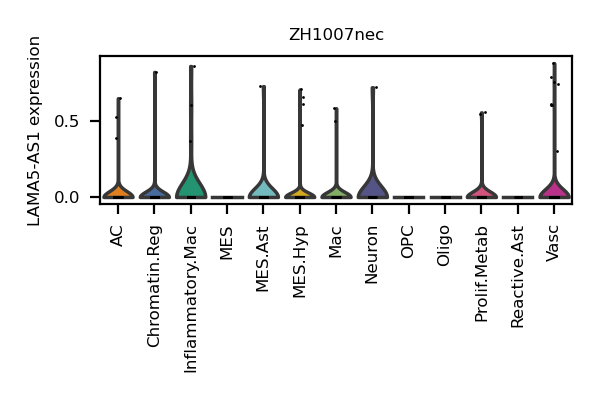 ZH1007nec
LAMA5-AS1 expression
0.5
0.0
AC
Chromatin.Reg
Inflammatory.Mac
MES
MES.Ast
MES.Hyp
Mac
Neuron
OPC
Oligo
Prolif.Metab
Reactive.Ast
Vasc